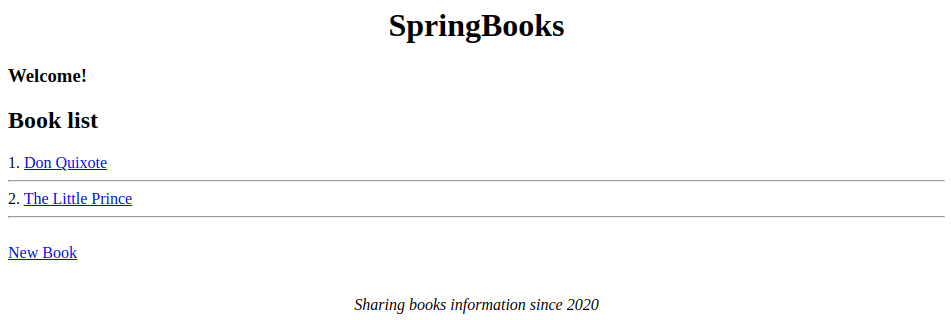 SpringBooks
Welcome!
Book list
1. Don Quixote
2. The Little Prince
New Book
Sharing books information since 2020